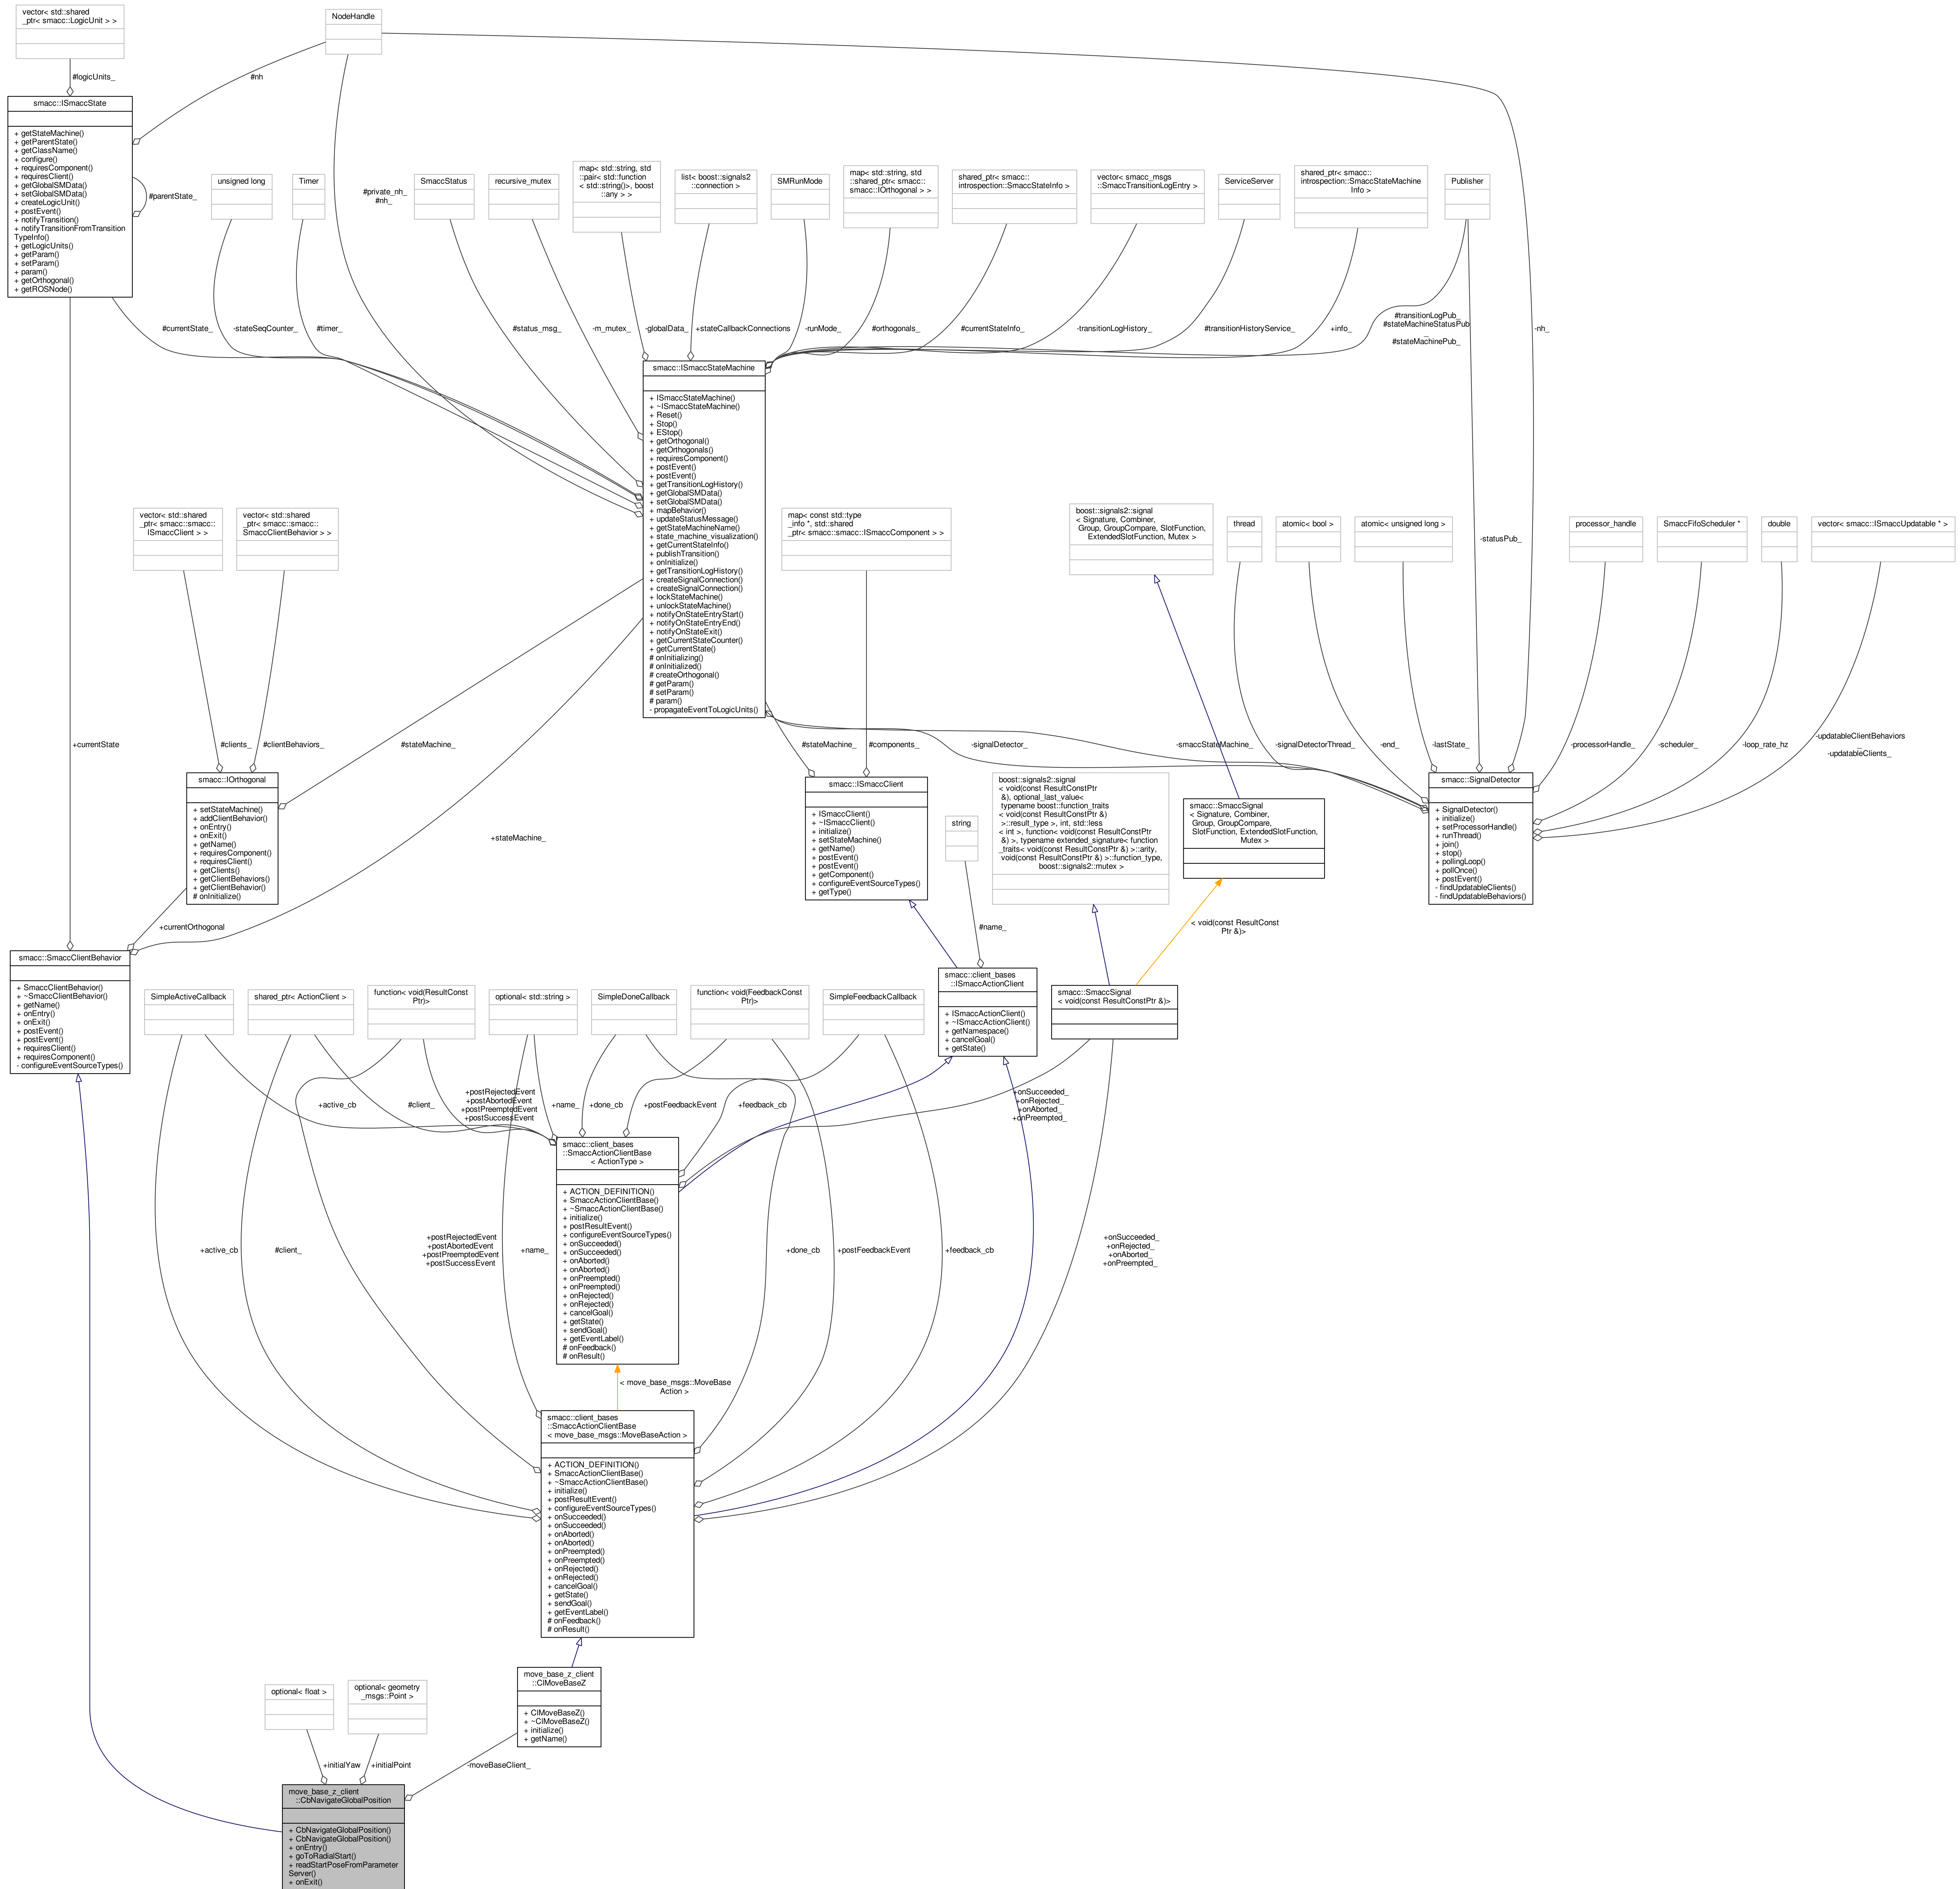 vector< std::shared
_ptr< smacc::LogicUnit > >
NodeHandle
#logicUnits_
#nh
smacc::ISmaccState
+ getStateMachine()
+ getParentState()
+ getClassName()
+ configure()
+ requiresComponent()
+ requiresClient()
+ getGlobalSMData()
+ setGlobalSMData()
+ createLogicUnit()
+ postEvent()
+ notifyTransition()
+ notifyTransitionFromTransition
TypeInfo()
+ getLogicUnits()
+ getParam()
+ setParam()
+ param()
+ getOrthogonal()
+ getROSNode()
#parentState_
unsigned long
Timer
#private_nh_
#nh_
SmaccStatus
recursive_mutex
map< std::string, std
::pair< std::function
< std::string()>, boost
::any > >
list< boost::signals2
::connection >
SMRunMode
map< std::string, std
::shared_ptr< smacc::
smacc::IOrthogonal > >
shared_ptr< smacc::
introspection::SmaccStateInfo >
vector< smacc_msgs
::SmaccTransitionLogEntry >
ServiceServer
shared_ptr< smacc::
introspection::SmaccStateMachine
Info >
Publisher
#currentState_
-stateSeqCounter_
#timer_
#status_msg_
-m_mutex_
-globalData_
+stateCallbackConnections
-runMode_
#orthogonals_
#currentStateInfo_
-transitionLogHistory_
#transitionHistoryService_
+info_
#transitionLogPub_
#stateMachineStatusPub
_
#stateMachinePub_
-nh_
smacc::ISmaccStateMachine
+ ISmaccStateMachine()
+ ~ISmaccStateMachine()
+ Reset()
+ Stop()
+ EStop()
+ getOrthogonal()
+ getOrthogonals()
+ requiresComponent()
+ postEvent()
+ postEvent()
+ getTransitionLogHistory()
+ getGlobalSMData()
+ setGlobalSMData()
+ mapBehavior()
+ updateStatusMessage()
+ getStateMachineName()
+ state_machine_visualization()
+ getCurrentStateInfo()
+ publishTransition()
+ onInitialize()
+ getTransitionLogHistory()
+ createSignalConnection()
+ createSignalConnection()
+ lockStateMachine()
+ unlockStateMachine()
+ notifyOnStateEntryStart()
+ notifyOnStateEntryEnd()
+ notifyOnStateExit()
+ getCurrentStateCounter()
+ getCurrentState()
# onInitializing()
# onInitialized()
# createOrthogonal()
# getParam()
# setParam()
# param()
- propagateEventToLogicUnits()
vector< std::shared
_ptr< smacc::smacc::
ISmaccClient > >
vector< std::shared
_ptr< smacc::smacc::
SmaccClientBehavior > >
map< const std::type
_info *, std::shared
_ptr< smacc::smacc::ISmaccComponent > >
boost::signals2::signal
< Signature, Combiner,
Group, GroupCompare, SlotFunction,
ExtendedSlotFunction, Mutex >
thread
atomic< bool >
atomic< unsigned long >
-statusPub_
processor_handle
SmaccFifoScheduler *
double
vector< smacc::ISmaccUpdatable * >
+currentState
#clients_
#clientBehaviors_
#stateMachine_
#stateMachine_
#components_
-signalDetector_
-smaccStateMachine_
-signalDetectorThread_
-end_
-lastState_
-processorHandle_
-scheduler_
-loop_rate_hz
-updatableClientBehaviors
_
-updatableClients_
smacc::IOrthogonal
+ setStateMachine()
+ addClientBehavior()
+ onEntry()
+ onExit()
+ getName()
+ requiresComponent()
+ requiresClient()
+ getClients()
+ getClientBehaviors()
+ getClientBehavior()
# onInitialize()
+stateMachine_
smacc::ISmaccClient
+ ISmaccClient()
+ ~ISmaccClient()
+ initialize()
+ setStateMachine()
+ getName()
+ postEvent()
+ postEvent()
+ getComponent()
+ configureEventSourceTypes()
+ getType()
string
boost::signals2::signal
< void(const ResultConstPtr
&), optional_last_value<
typename boost::function_traits
< void(const ResultConstPtr &)
>::result_type >, int, std::less
< int >, function< void(const ResultConstPtr
&) >, typename extended_signature< function
_traits< void(const ResultConstPtr &) >::arity,
void(const ResultConstPtr &) >::function_type,
boost::signals2::mutex >
smacc::SmaccSignal
< Signature, Combiner,
Group, GroupCompare,
SlotFunction, ExtendedSlotFunction,
Mutex >
smacc::SignalDetector
+ SignalDetector()
+ initialize()
+ setProcessorHandle()
+ runThread()
+ join()
+ stop()
+ pollingLoop()
+ pollOnce()
+ postEvent()
- findUpdatableClients()
- findUpdatableBehaviors()
+currentOrthogonal
#name_
< void(const ResultConst
Ptr &)>
smacc::SmaccClientBehavior
+ SmaccClientBehavior()
+ ~SmaccClientBehavior()
+ getName()
+ onEntry()
+ onExit()
+ postEvent()
+ postEvent()
+ requiresClient()
+ requiresComponent()
- configureEventSourceTypes()
SimpleActiveCallback
shared_ptr< ActionClient >
function< void(ResultConst
Ptr)>
optional< std::string >
SimpleDoneCallback
function< void(FeedbackConst
Ptr)>
SimpleFeedbackCallback
smacc::client_bases
::ISmaccActionClient
+ ISmaccActionClient()
+ ~ISmaccActionClient()
+ getNamespace()
+ cancelGoal()
+ getState()
smacc::SmaccSignal
< void(const ResultConstPtr &)>
+active_cb
#client_
+postRejectedEvent
+postAbortedEvent
+postPreemptedEvent
+postSuccessEvent
+name_
+done_cb
+postFeedbackEvent
+feedback_cb
+onSucceeded_
+onRejected_
+onAborted_
+onPreempted_
smacc::client_bases
::SmaccActionClientBase
< ActionType >
+ ACTION_DEFINITION()
+ SmaccActionClientBase()
+ ~SmaccActionClientBase()
+ initialize()
+ postResultEvent()
+ configureEventSourceTypes()
+ onSucceeded()
+ onSucceeded()
+ onAborted()
+ onAborted()
+ onPreempted()
+ onPreempted()
+ onRejected()
+ onRejected()
+ cancelGoal()
+ getState()
+ sendGoal()
+ getEventLabel()
# onFeedback()
# onResult()
+active_cb
#client_
+postRejectedEvent
+postAbortedEvent
+postPreemptedEvent
+postSuccessEvent
+name_
+done_cb
+postFeedbackEvent
+feedback_cb
+onSucceeded_
+onRejected_
+onAborted_
+onPreempted_
< move_base_msgs::MoveBase
Action >
smacc::client_bases
::SmaccActionClientBase
< move_base_msgs::MoveBaseAction >
+ ACTION_DEFINITION()
+ SmaccActionClientBase()
+ ~SmaccActionClientBase()
+ initialize()
+ postResultEvent()
+ configureEventSourceTypes()
+ onSucceeded()
+ onSucceeded()
+ onAborted()
+ onAborted()
+ onPreempted()
+ onPreempted()
+ onRejected()
+ onRejected()
+ cancelGoal()
+ getState()
+ sendGoal()
+ getEventLabel()
# onFeedback()
# onResult()
optional< float >
optional< geometry
_msgs::Point >
move_base_z_client
::ClMoveBaseZ
+ ClMoveBaseZ()
+ ~ClMoveBaseZ()
+ initialize()
+ getName()
+initialYaw
+initialPoint
-moveBaseClient_
move_base_z_client
::CbNavigateGlobalPosition
+ CbNavigateGlobalPosition()
+ CbNavigateGlobalPosition()
+ onEntry()
+ goToRadialStart()
+ readStartPoseFromParameter
Server()
+ onExit()